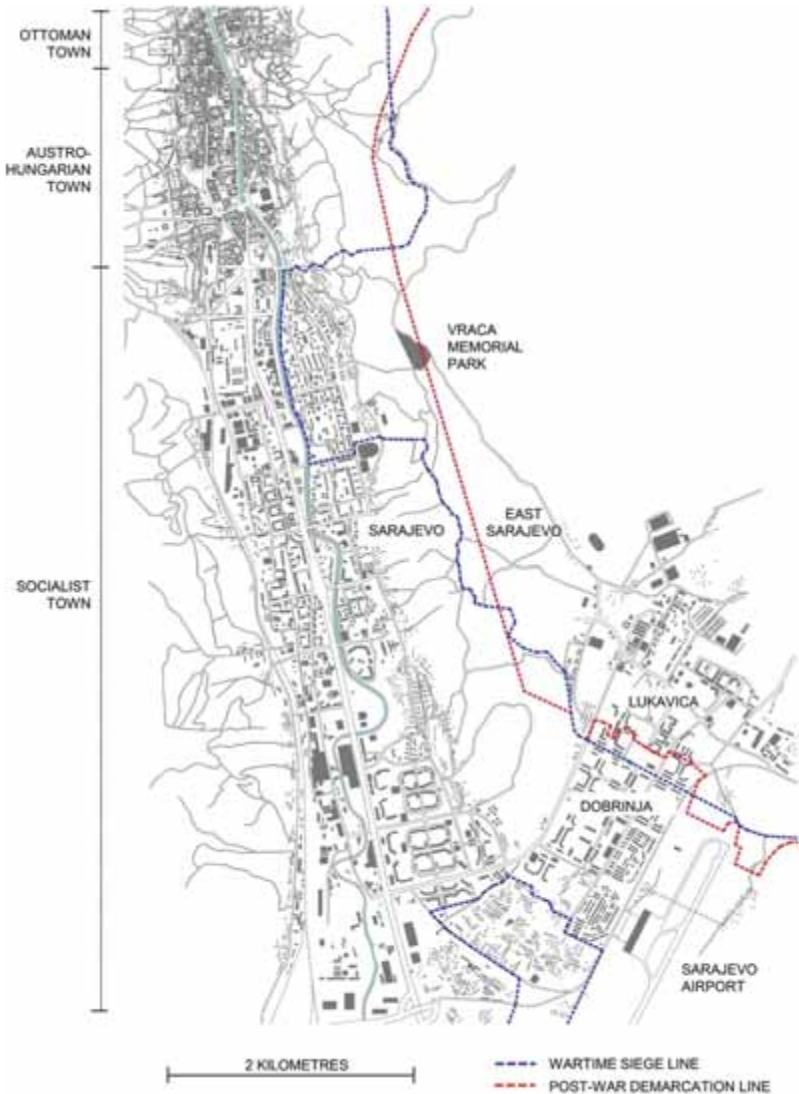 OTTOMAN
TOWN
AUSTRO-
HUNGARIAN
TOWN
VRACA
MEMORIAL
PARK
SARAJEVO
EAST
SARAJEVO
SOCIALIST
TOWN
LUKAVICA
DOBRINJA
SARAJEVO
AIRPORT
2 KILOMETRES
WARTIME SIEGE LINE
POST-WAR DEMARCATION LINE